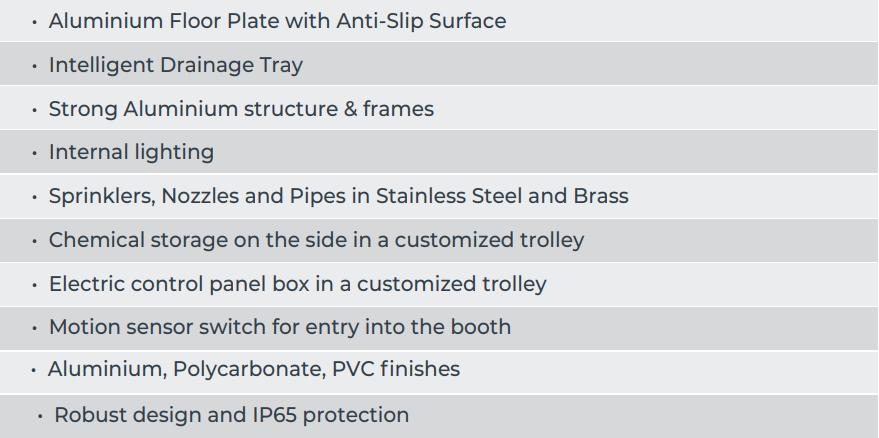 • Aluminium Floor Plate with Anti-Slip Surface
• Intelligent Drainage Tray
• Strong Aluminium structure & frames
• Internal lighting
• Sprinklers, Nozzles and Pipes in Stainless Steel and Brass
• Chemical storage on the side in a customized trolley
• Electric control panel box in a customized trolley
• Motion sensor switch for entry into the booth
• Aluminium, Polycarbonate, PVC finishes
• Robust design and IP65 protection